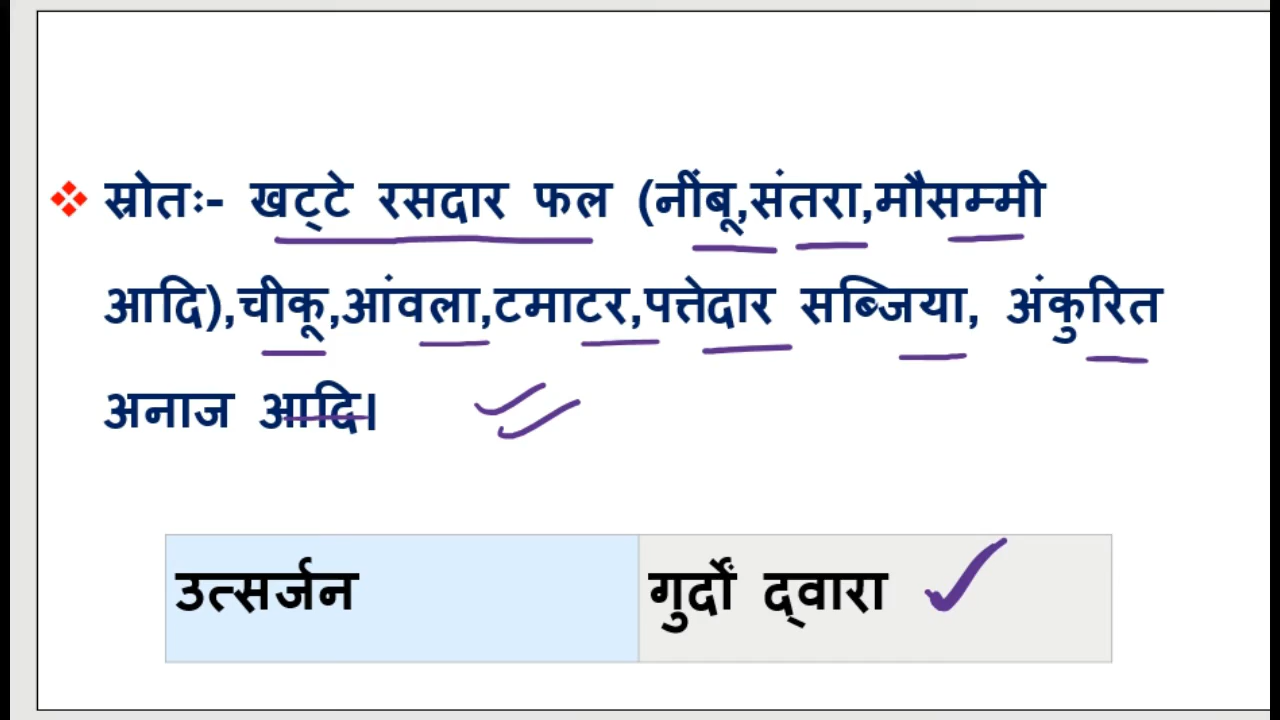 स्रोतः- खट्टे रसदार फल (नींबू,संतरा,मौसम्मी
आदि),चीकू,आंवला,टमाटर,पत्तेदार सब्जिया, अंकुरित
अनाज आदि।
उत्सर्जन गुर्दों द्वारा